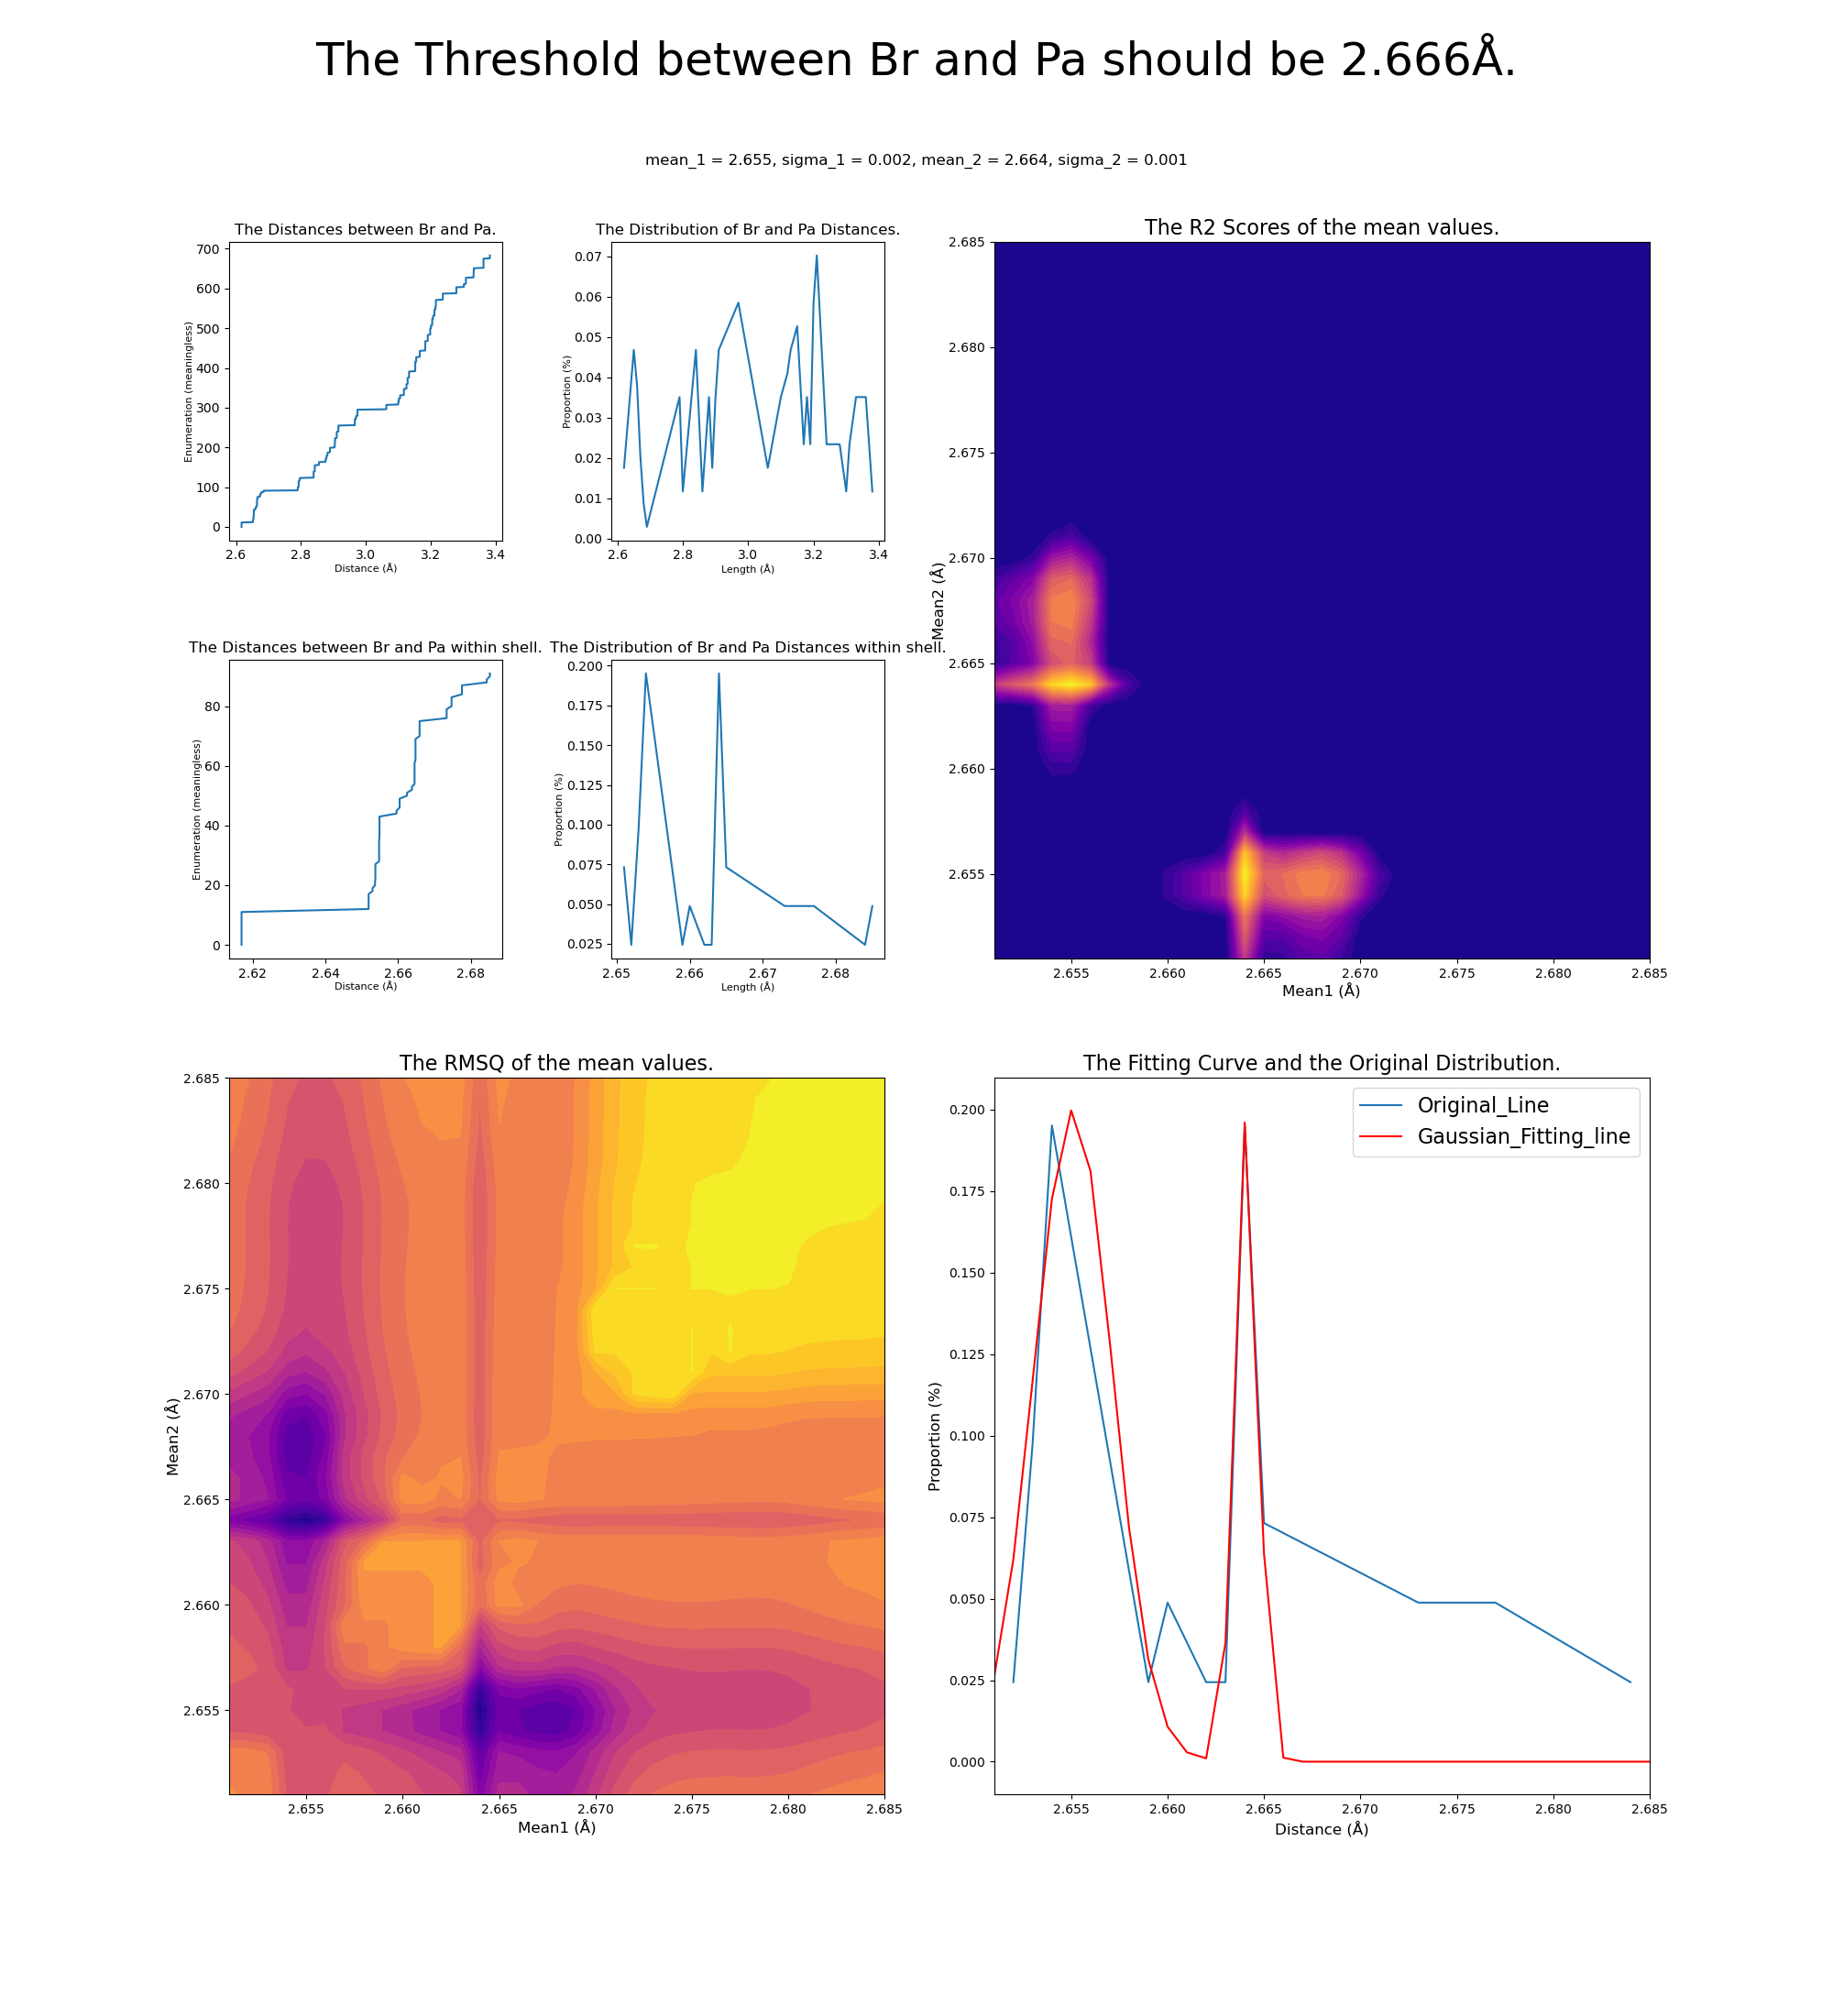 The Threshold between Br and Pa should be 2.666Å.
mean_1 = 2.655, sigma_1 = 0.002, mean_2 = 2.664, sigma_2 = 0.001
The Distances between Br and Pa.
700
600
500
400
300
200
100
0
Enumeration (meaningless)
2.6 2.8 3.0 3.2 3.4
Distance (Å)
The Distribution of Br and Pa Distances.
0.07
0.06
0.05
0.04
0.03
0.02
0.01
0.00
Proportion (%)
2.6 2.8 3.0 3.2 3.4
Length (Å)
The R2 Scores of the mean values.
2.685
2.680
2.675
2.670
2.665
2.660
2.655
Mean2 (Å)
2.655 2.660 2.665 2.670 2.675 2.680 2.685
Mean1 (Å)
The Distances between Br and Pa within shell.
80
60
40
20
0
Enumeration (meaningless)
2.62 2.64 2.66 2.68
Distance (Å)
The Distribution of Br and Pa Distances within shell.
0.200
0.175
0.150
0.125
0.100
0.075
0.050
0.025
Proportion (%)
2.65 2.66 2.67 2.68
Length (Å)
The RMSQ of the mean values.
2.685
2.680
2.675
2.670
2.665
2.660
2.655
Mean2 (Å)
2.655 2.660 2.665 2.670 2.675 2.680 2.685
Mean1 (Å)
The Fitting Curve and the Original Distribution.
Original_Line
Gaussian_Fitting_line
0.200
0.175
0.150
0.125
0.100
0.075
0.050
0.025
0.000
Proportion (%)
2.655 2.660 2.665 2.670 2.675 2.680 2.685
Distance (Å)